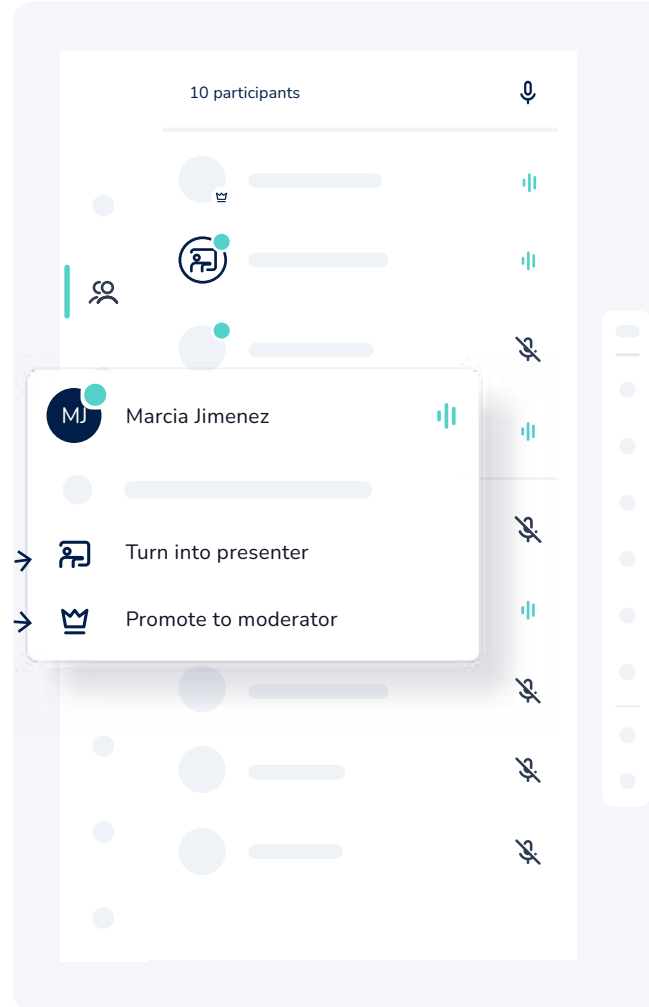 10 participants
MJ
Marcia Jimenez
Turn into presenter
Promote to moderator